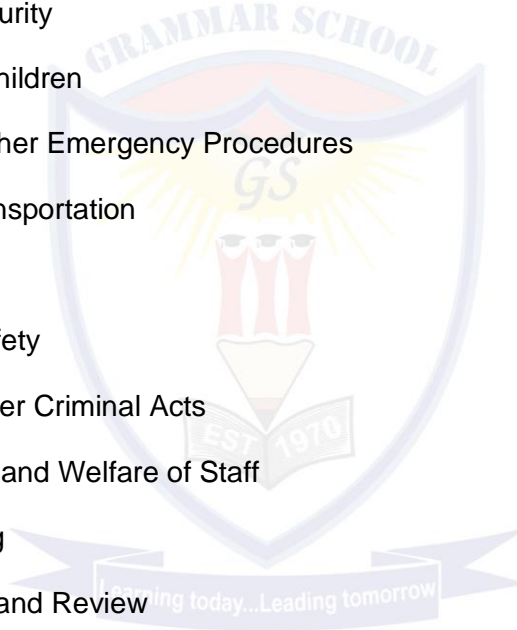 urity
GRAMMAR SCHOOL
hildren
her Emergency Procedures
GS
nsportation
fety
er Criminal Acts
EST 1970
and Welfare of Staff
g
Learning today...Leading tomorrow
and Review